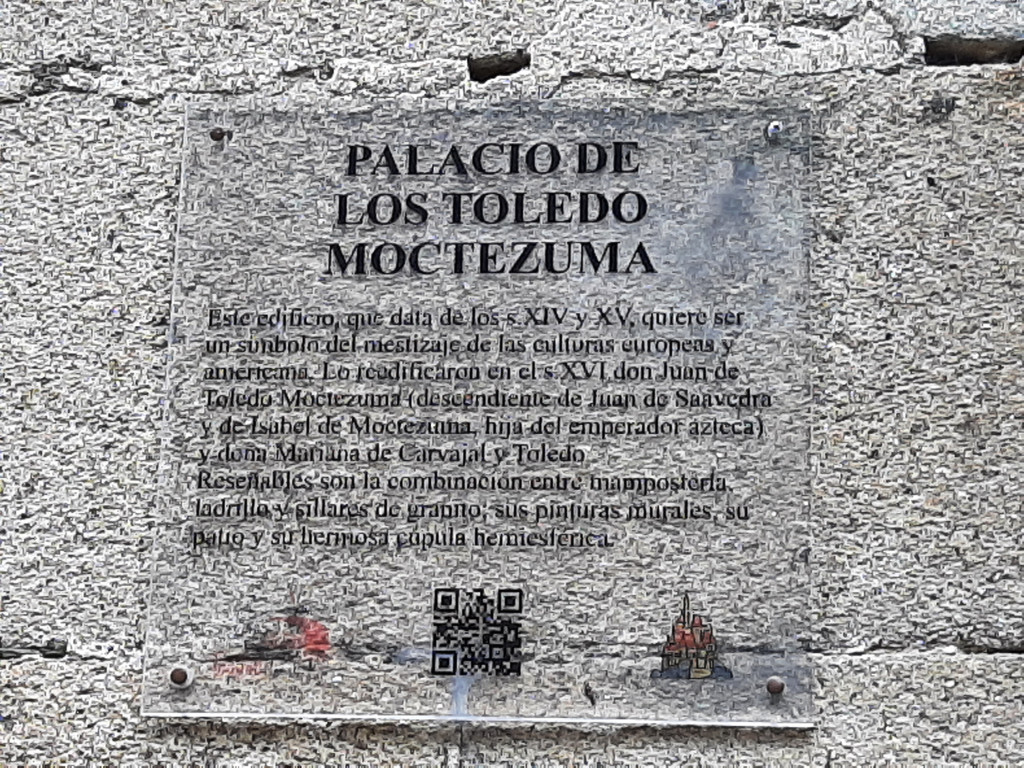 PALACIO DE
LOS TOLEDO
MOCTEZUMA
Este edificio, que data de los s.XIV y XV, quiere ser
un símbolo del mestizaje de las culturas europeas y
americana. Lo reedificaron en el s.XVI don Juan de
Toledo Moctezuma (descendiente de Juan de Saavedra
y de Isabel de Moctezuma, hija del emperador azteca)
y doña Mariana de Carvajal y Toledo
Reseñables son la combinación entre mampostería,
ladrillo y sillares de granito; sus pinturas murales, su
patio y su hermosa cúpula hemiesférica.